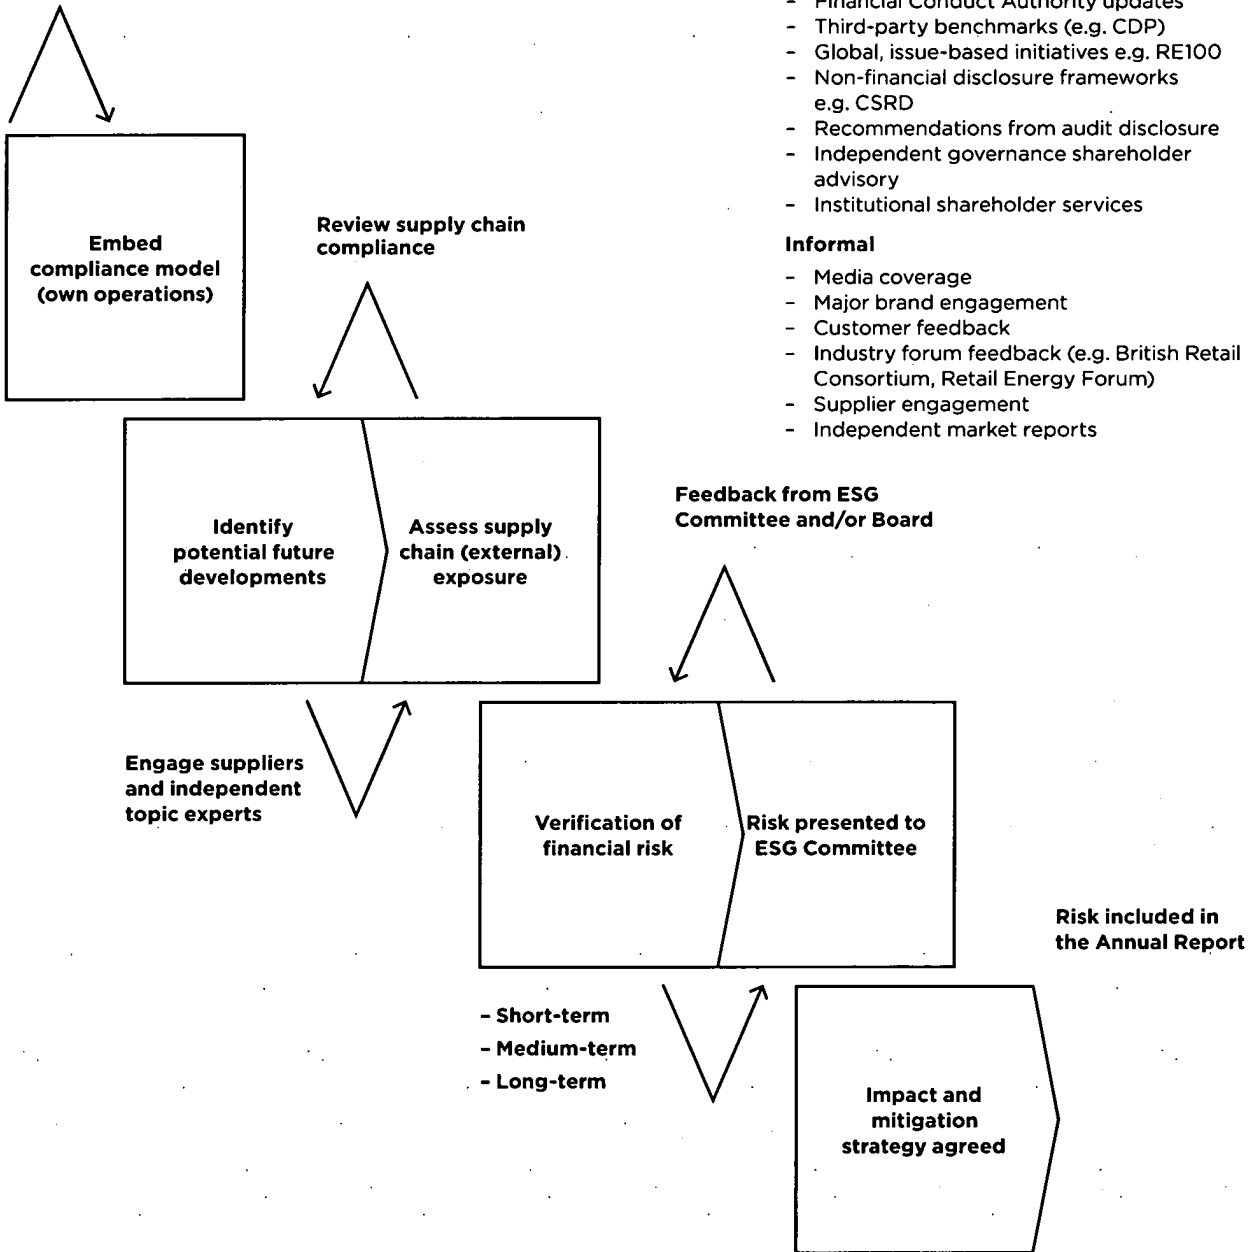 - Financial Conduct Authority updates
- Third-party benchmarks (e.g. CDP)
- Global, issue-based initiatives e.g. RE100
- Non-financial disclosure frameworks
e.g. CSRD
- Recommendations from audit disclosure
- Independent governance shareholder
advisory
- Institutional shareholder services
Informal
- Media coverage
- Major brand engagement
- Customer feedback
- Industry forum feedback (e.g. British Retail
Consortium, Retail Energy Forum)
- Supplier engagement
- Independent market reports
Embed
compliance model
(own operations)
Review supply chain
compliance
Identify
potential future
developments
Assess supply
chain (external)
exposure
Engage suppliers
and independent
topic experts
Feedback from ESG
Committee and/or Board
Verification of
financial risk
Risk presented to
ESG Committee
- Short-term
- Medium-term
- Long-term
Risk included in
the Annual Report
Impact and
mitigation
strategy agreed